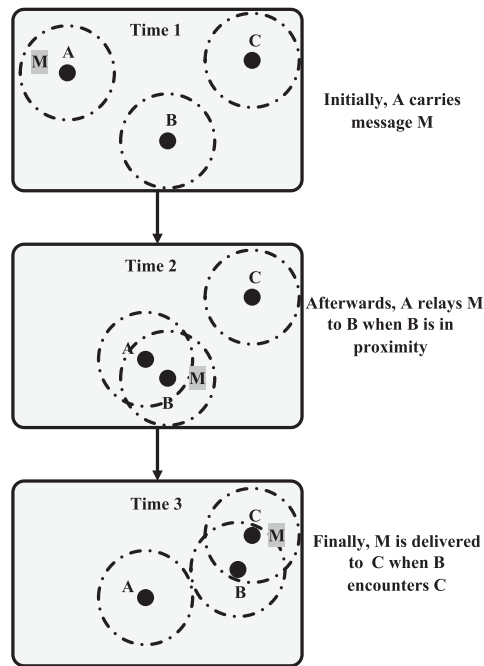 Time 1
C
A
M
B
Initially, A carries
message M
Time 2
C
Afterwards, A relays M
to B when B is in
proximity
A
M
B
Time 3
C
M
Finally, M is delivered
to C when B
encounters C
A
B